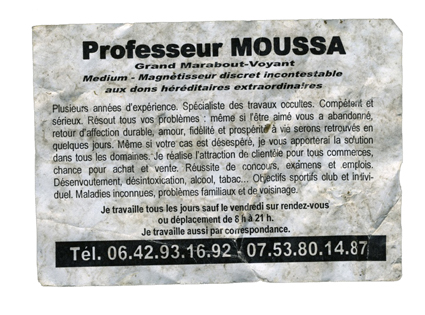 Professeur MOUSSA
Grand Marabout-Voyant
Medium - Magnètisseur discret incontestable
aux dons héréditaires extraordinaires
Plusieurs années d'expérience. Spécialiste des travaux occultes. Compétent et
sérieux. Résout tous vos problèmes : même si l'être aimé vous a abandonné,
retour d'affection durable, amour, fidélité et prospérité à vie serons retrouvés en
quelques jours. Même si votre cas est désespéré, je vous apporterai la solution
dans tous les domaines. Je réalise l'attraction de clientèle pour tous commerces,
chance pour achat et vente. Réussite de concours, examens et emplois.
Désenvoutement, désintoxication, alcool, tabac... Objectifs sportifs club et indivi-
duel. Maladies inconnues, problèmes familiaux et de voisinage.
Je travaille tous les jours sauf le vendredi sur rendez-vous
ou déplacement de 8 h à 21 h.
Je travaille aussi par correspondance.
Tél. 06.42.93.16.92 / 07.53.80.14.87